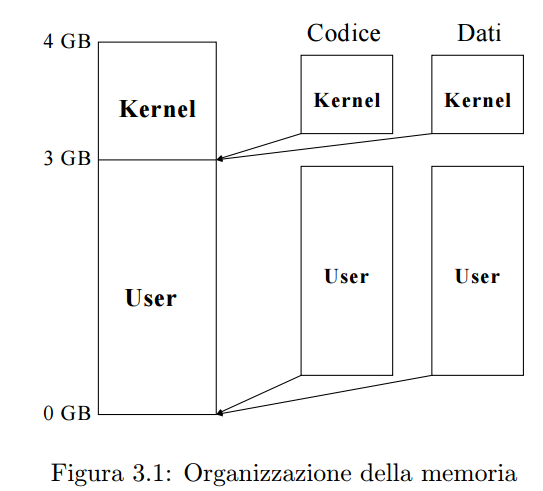 Codice Dati
4 GB
Kernel Kernel Kernel
3 GB
User User User
0 GB
Figura 3.1: Organizzazione della memoria